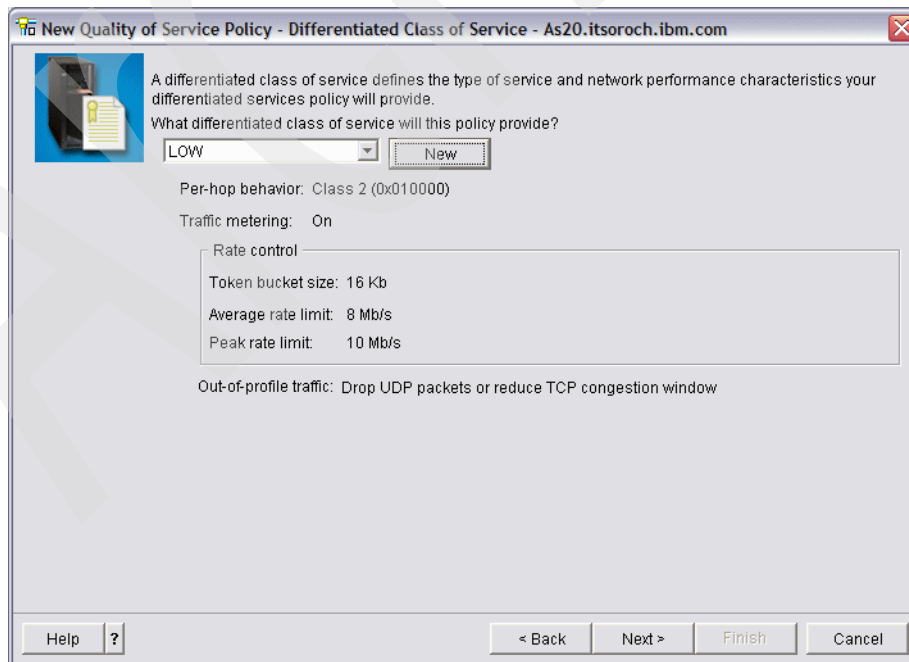 New Quality of Service Policy - Differentiated Class of Service - As20.itsoroch.ibm.com
A differentiated class of service defines the type of service and network performance characteristics your
differentiated services policy will provide.
What differentiated class of service will this policy provide?
LOW
New
Per-hop behavior: Class 2 (0x010000)
Traffic metering: On
Rate control
Token bucket size: 16 Kb
Average rate limit: 8 Mb/s
Peak rate limit: 10 Mb/s
Out-of-profile traffic: Drop UDP packets or reduce TCP congestion window
Help ? < Back Next > Finish Cancel